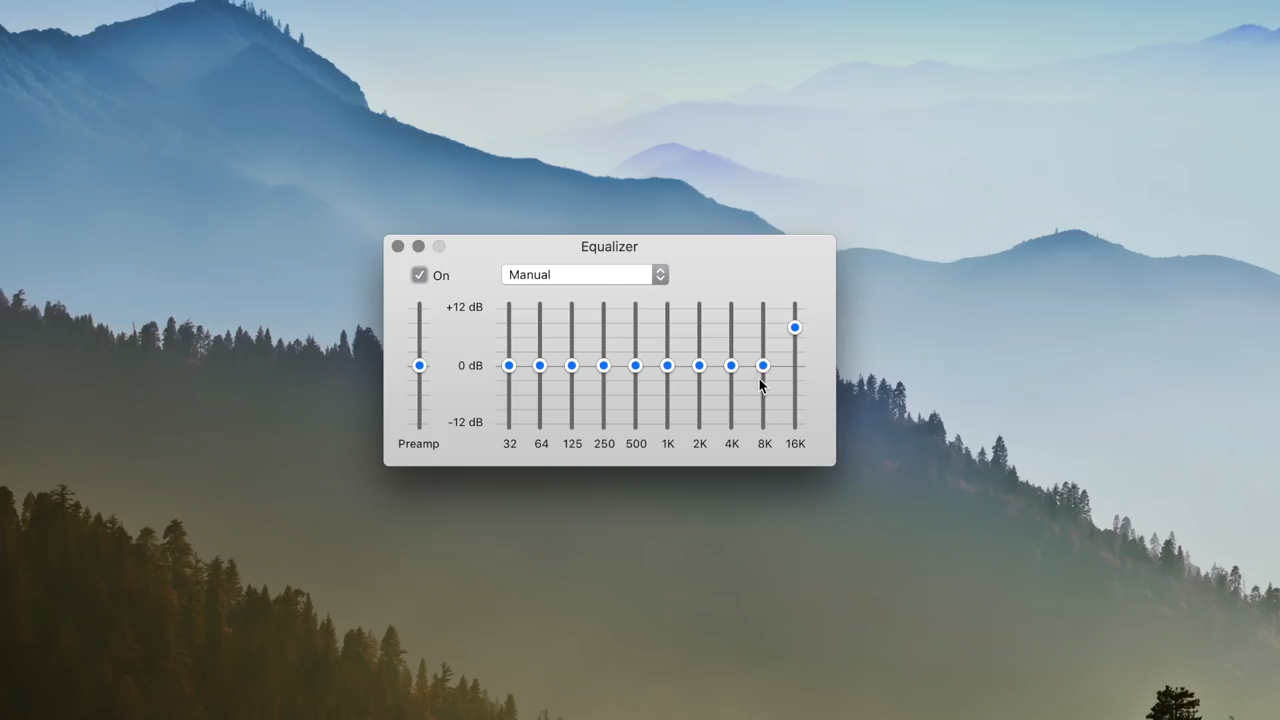 Equalizer
On
Manual
+12 dB
0 dB
-12 dB
Preamp
32 64 125 250 500 1K 2K 4K 8K 16K